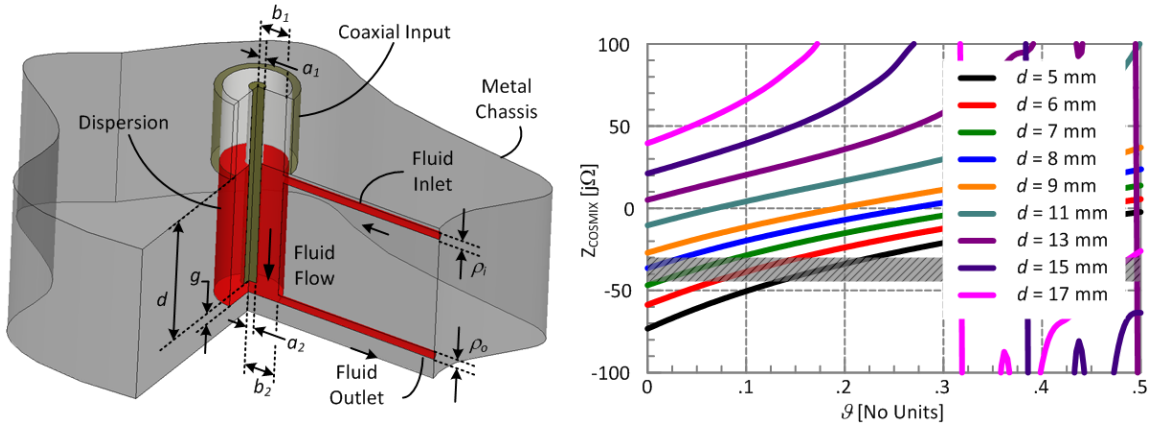 b1
Coaxial Input
a1
Metal
Chassis
Dispersion
Fluid
Inlet
ρi
Fluid
Flow
d
g
a2
b2
Fluid
Outlet
ρo
100
50
0
-50
-100
ZCOSMIX [jΩ]
0
.1
.2
.3
.4
.5
𝜗 [No Units]
d = 5 mm
d = 6 mm
d = 7 mm
d = 8 mm
d = 9 mm
d = 11 mm
d = 13 mm
d = 15 mm
d = 17 mm